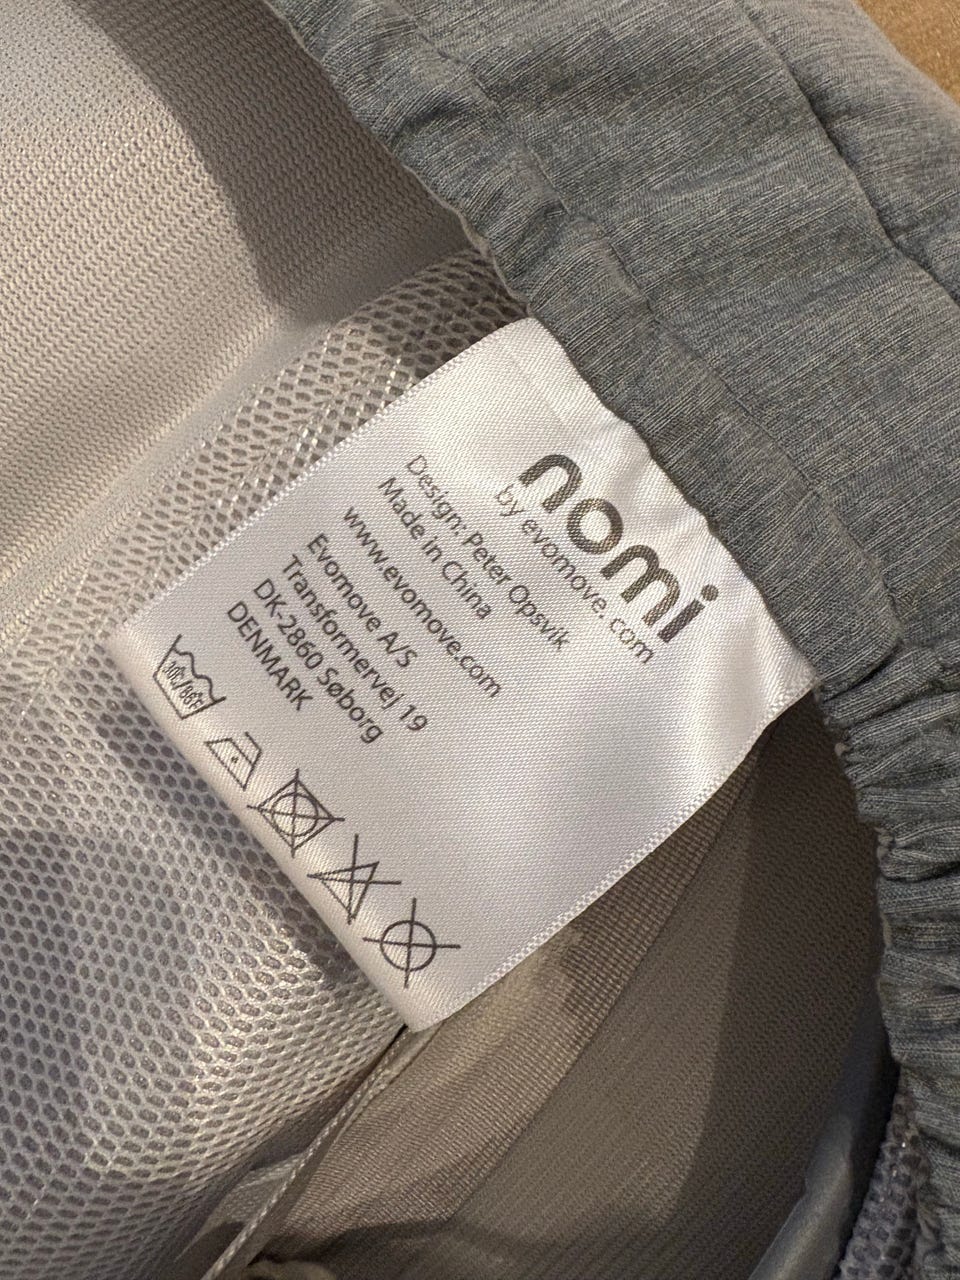 nomi
by evomove.com
Design: Peter Opsvik
Made in China
www.evomove.com
Evomove A/S
Transformervej 19
DK-2860 Søborg
DENMARK
30°C/86°F